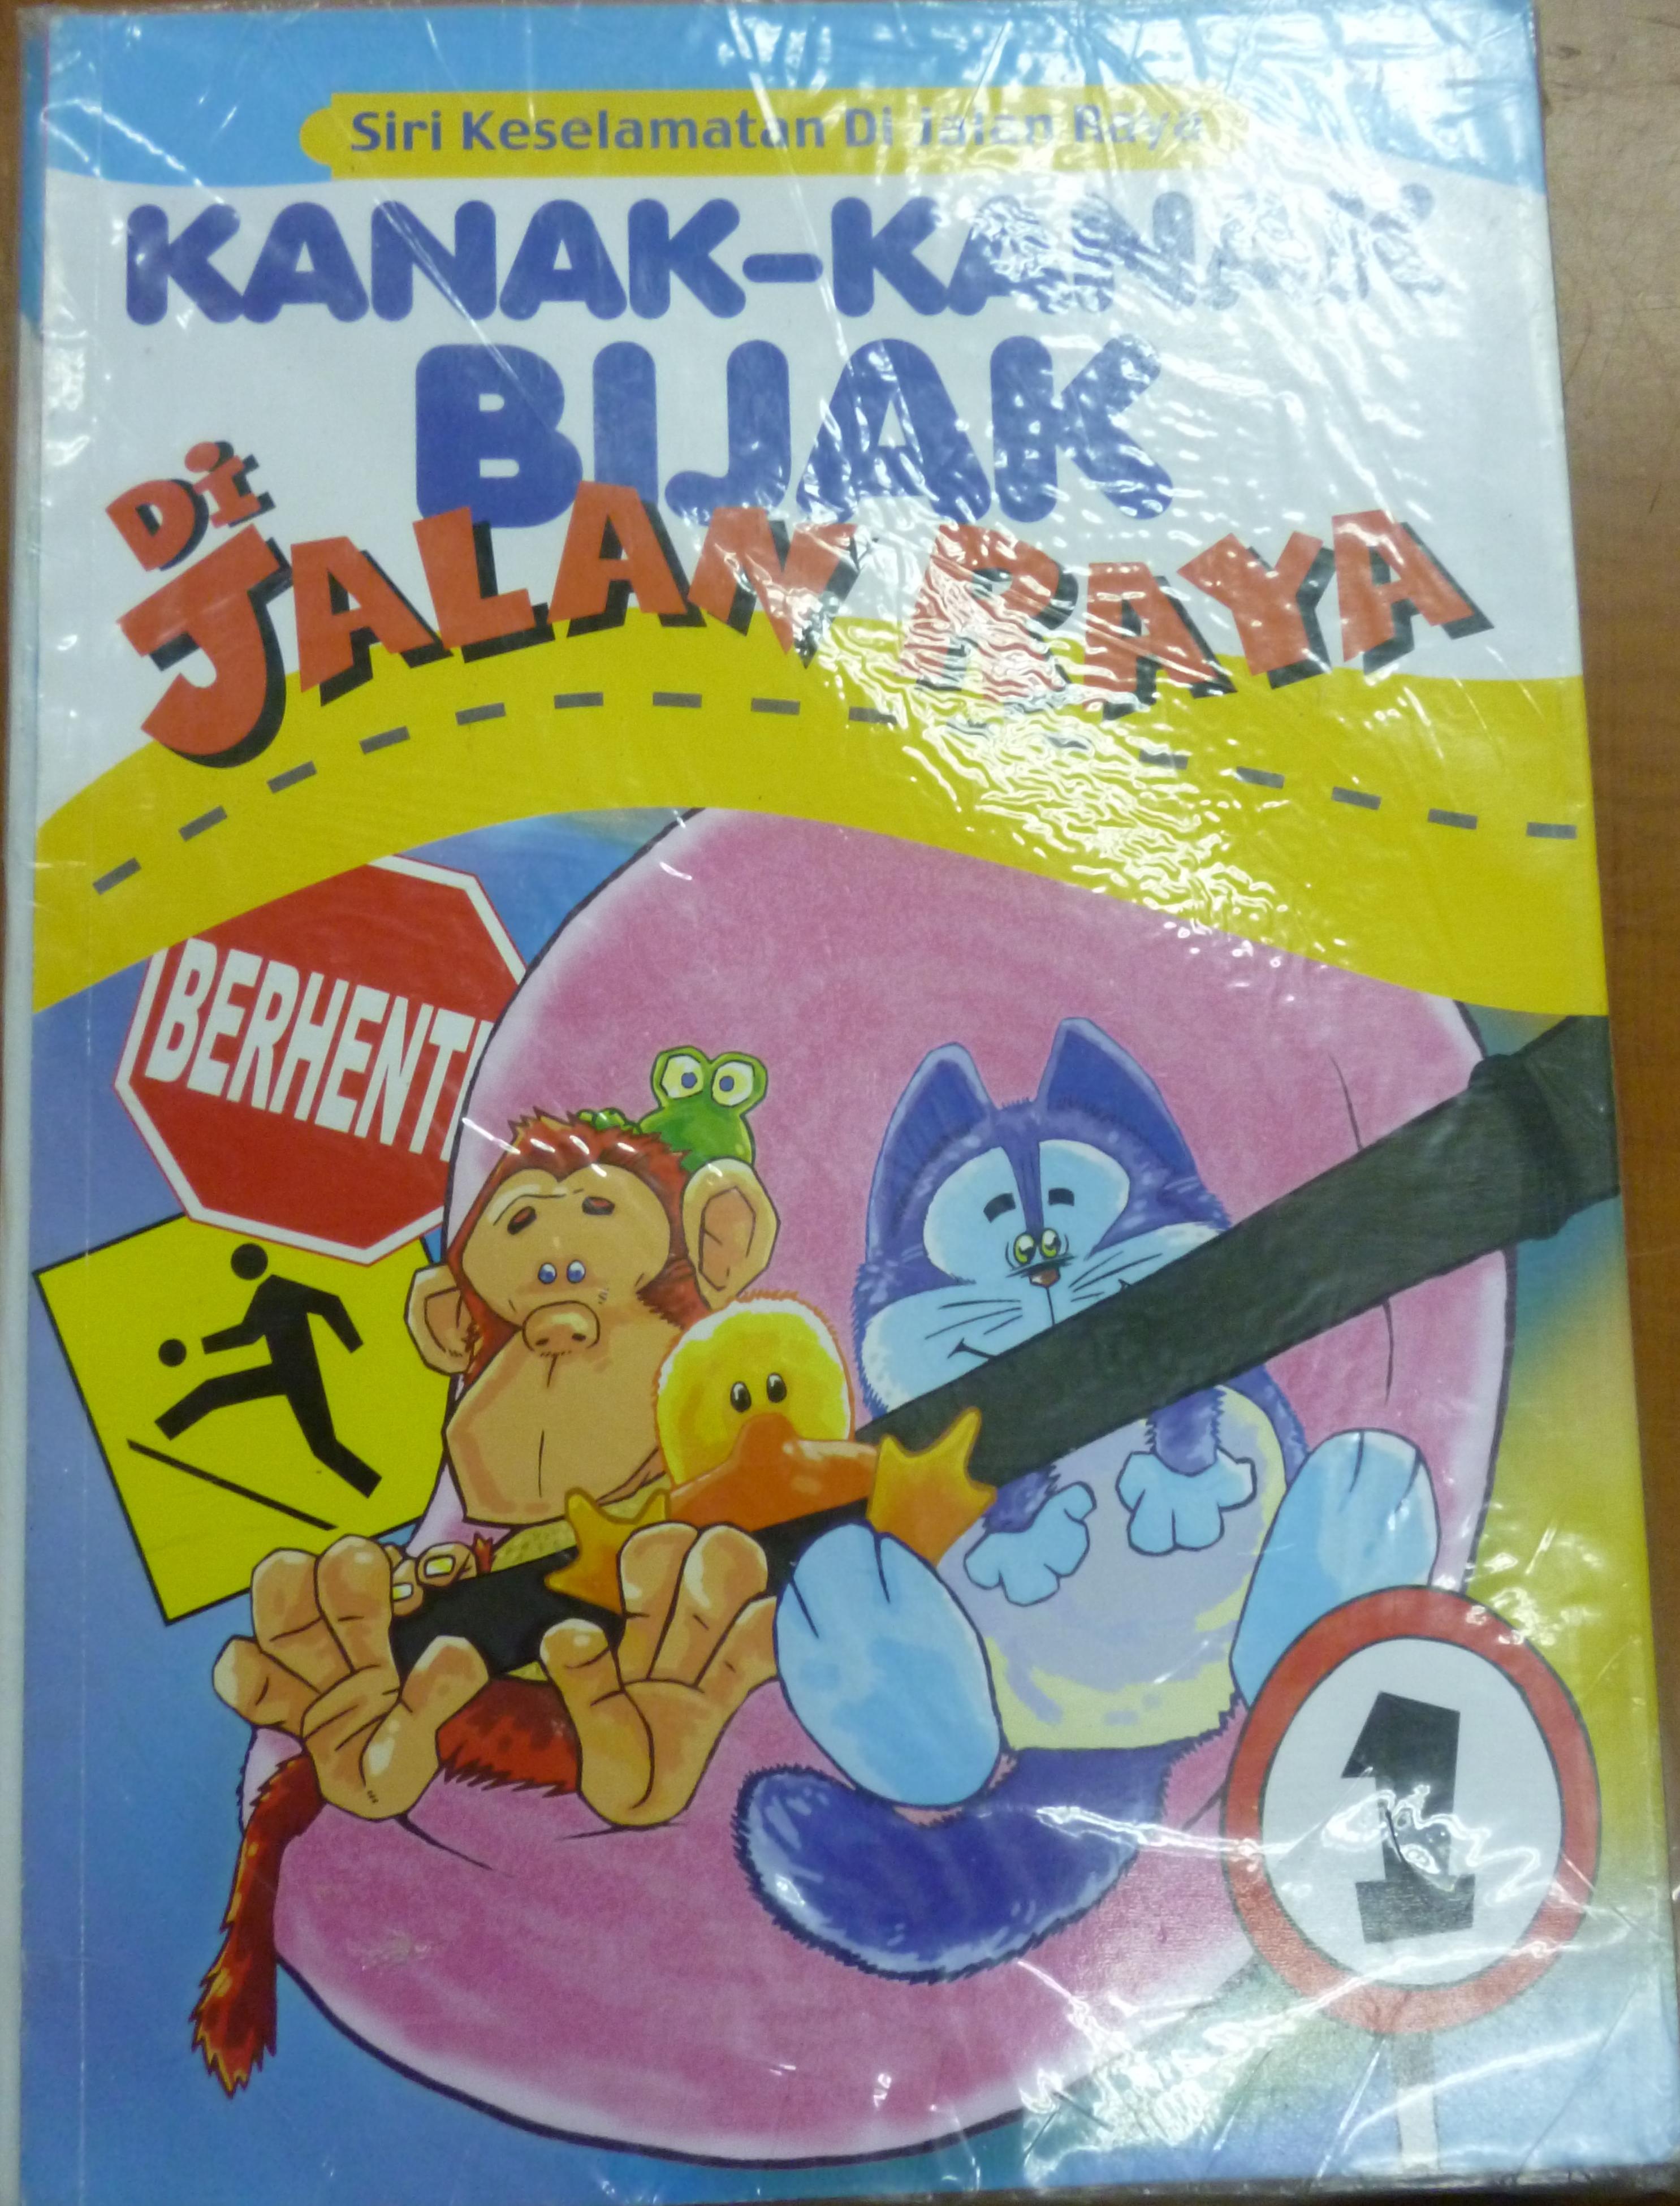 Siri Keselamatan Di Jalan Raya
KANAK-KANAK
BIJAK
Di
JALAN RAYA
BERHENTI
1